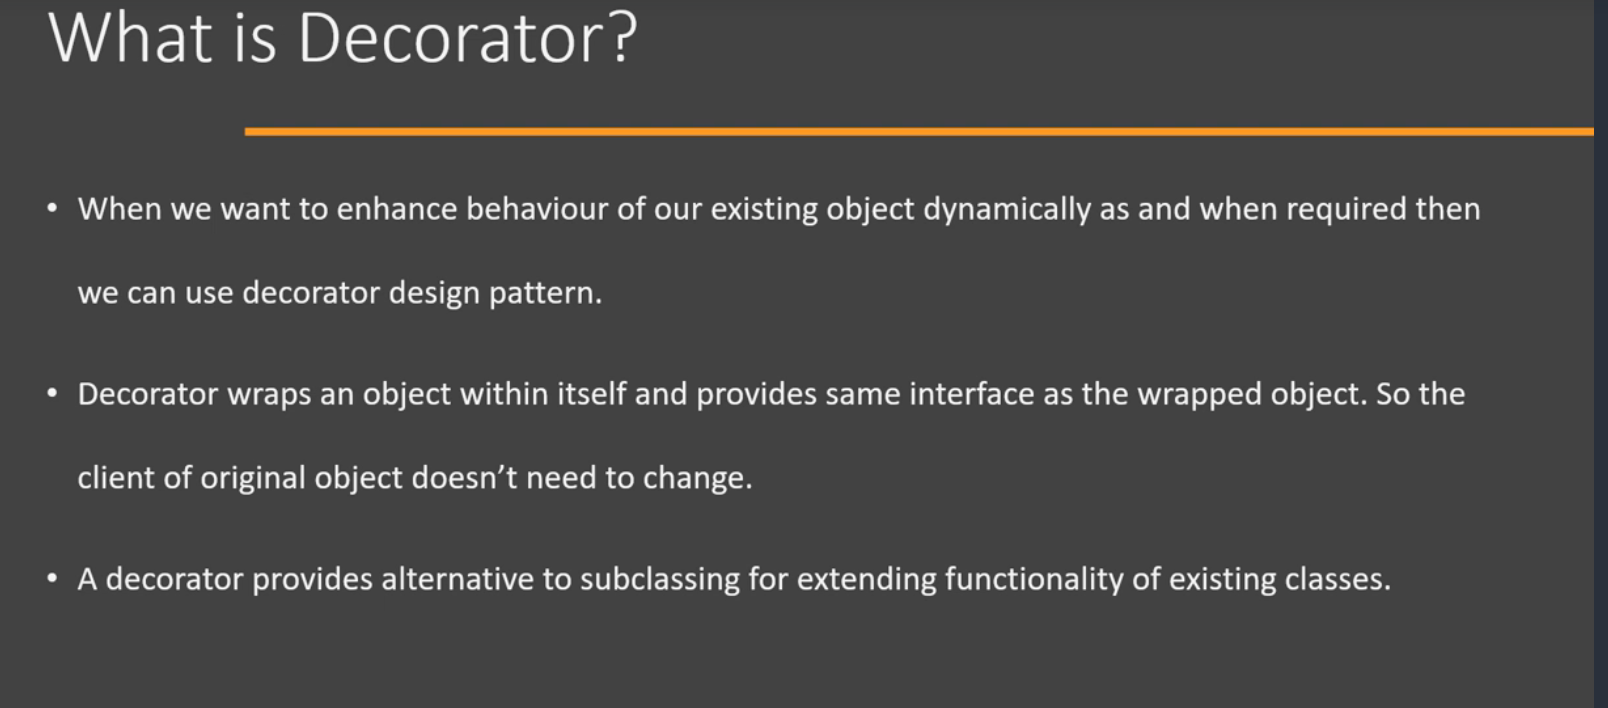 What is Decorator?
• When we want to enhance behaviour of our existing object dynamically as and when required then
we can use decorator design pattern.
• Decorator wraps an object within itself and provides same interface as the wrapped object. So the
client of original object doesn’t need to change.
• A decorator provides alternative to subclassing for extending functionality of existing classes.